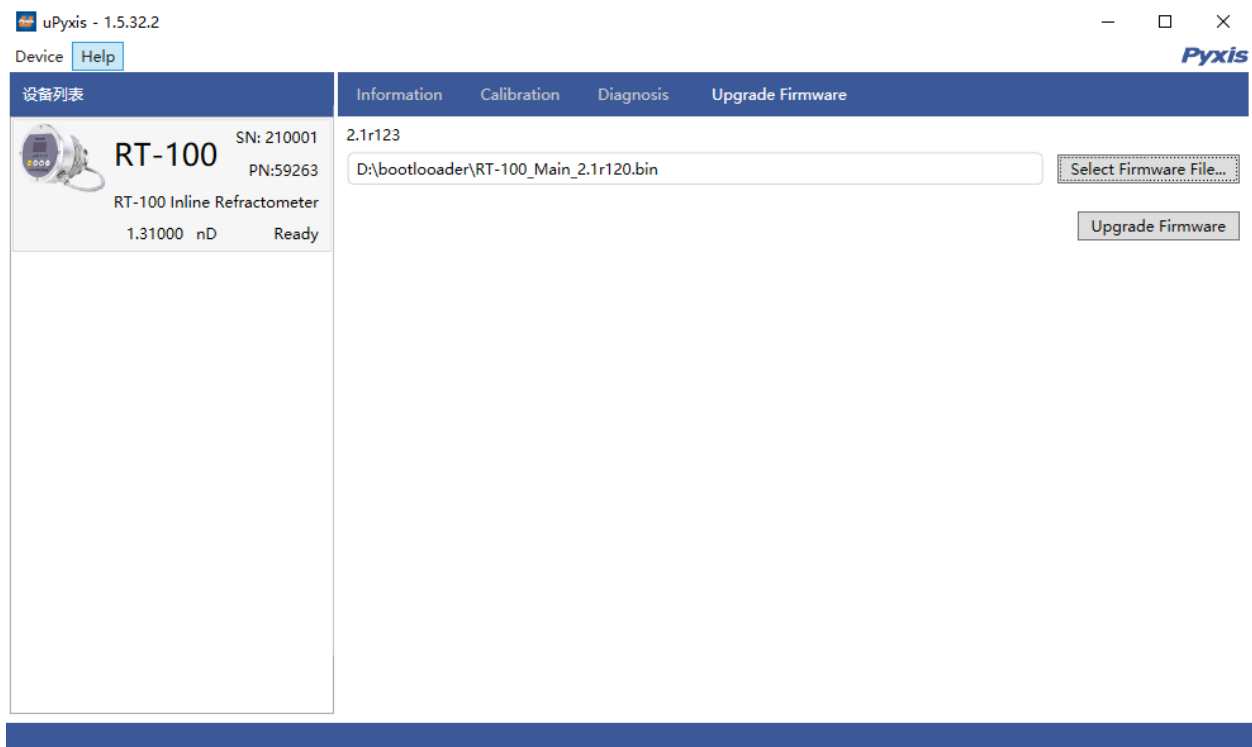 uPyxis - 1.5.32.2
Device Help
Pyxis
设备列表
Information Calibration Diagnosis Upgrade Firmware
RT-100
SN: 210001
PN:59263
RT-100 Inline Refractometer
1.31000 nD Ready
2.1r123
D:\bootlooader\RT-100_Main_2.1r120.bin
Select Firmware File...
Upgrade Firmware